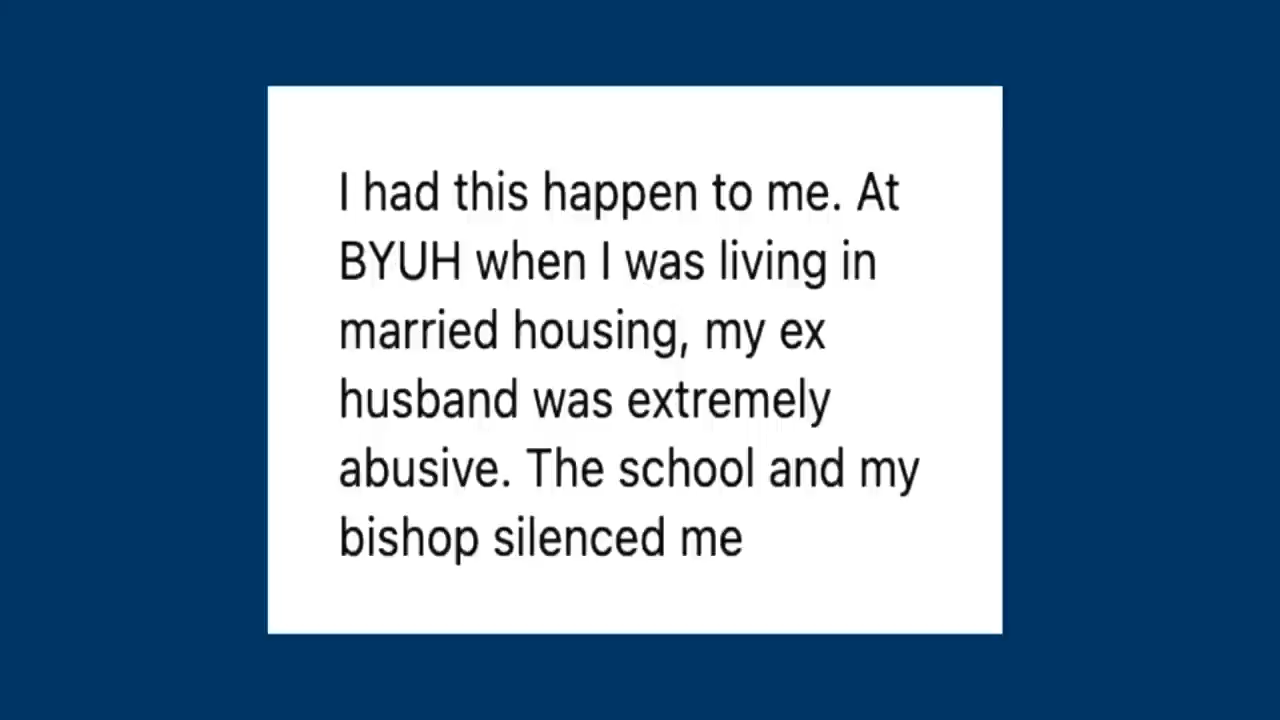 I had this happen to me. At
BYUH when I was living in
married housing, my ex
husband was extremely
abusive. The school and my
bishop silenced me